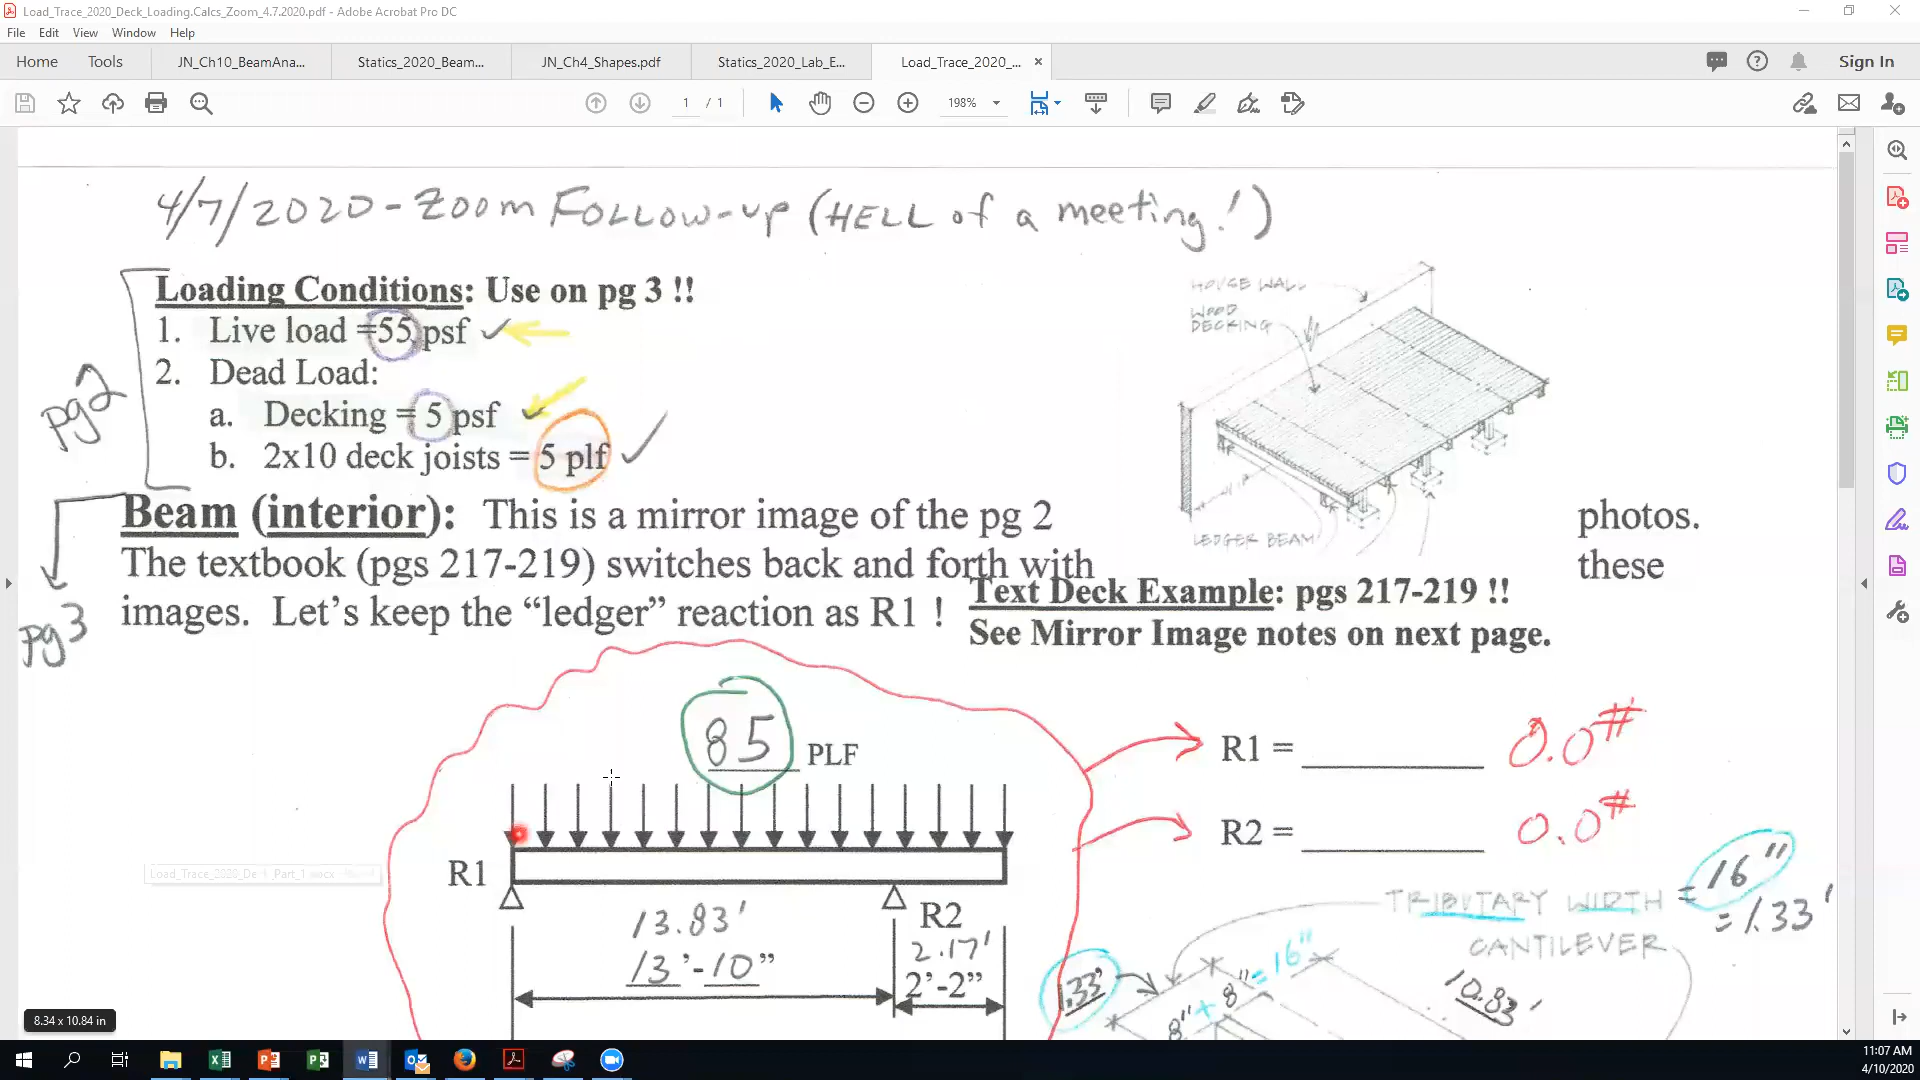 Load_Trace_2020_Deck_Loading.Calcs_Zoom_4.7.2020.pdf - Adobe Acrobat Pro DC
File Edit View Window Help
Home Tools JN_Ch10_BeamAna... Statics_2020_Beam... JN_Ch4_Shapes.pdf Statics_2020_Lab_E... Load_Trace_2020_... × Sign In
1 / 1 198%
4/7/2020 - Zoom FOLLOW-UP (HELL of a meeting!)
Loading Conditions: Use on pg 3 !!
1. Live load =55 psf ✓
2. Dead Load:
a. Decking = 5 psf ✓
b. 2x10 deck joists = 5 plf ✓
pg2
HOUSE WALL
WOOD
DECKING
LEDGER BEAM
Beam (interior): This is a mirror image of the pg 2 photos.
The textbook (pgs 217-219) switches back and forth with these
images. Let's keep the “ledger” reaction as R1 !
pg3
Text Deck Example: pgs 217-219 !!
See Mirror Image notes on next page.
85 PLF
R1 = ________ 0.0#
R2 = ________ 0.0#
R1
R2
13.83'
13'-10”
2.17'
2'-2”
TRIBUTARY WIDTH = 16"
= 1.33'
CANTILEVER
1.33'
8" + 8" = 16"
10.83'
8.34 x 10.84 in
11:07 AM
4/10/2020